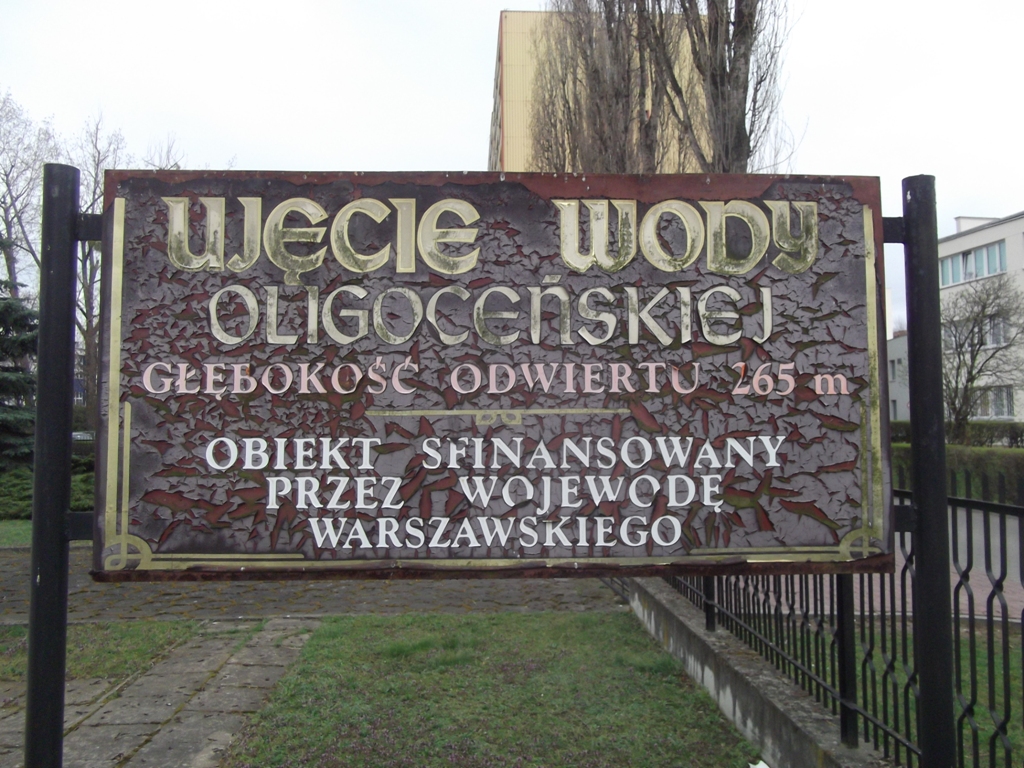 UJĘCIE WODY
OLIGOCEŃSKIEJ
GŁĘBOKOŚĆ ODWIERTU 265 m
OBIEKT SFINANSOWANY
PRZEZ WOJEWODĘ
WARSZAWSKIEGO